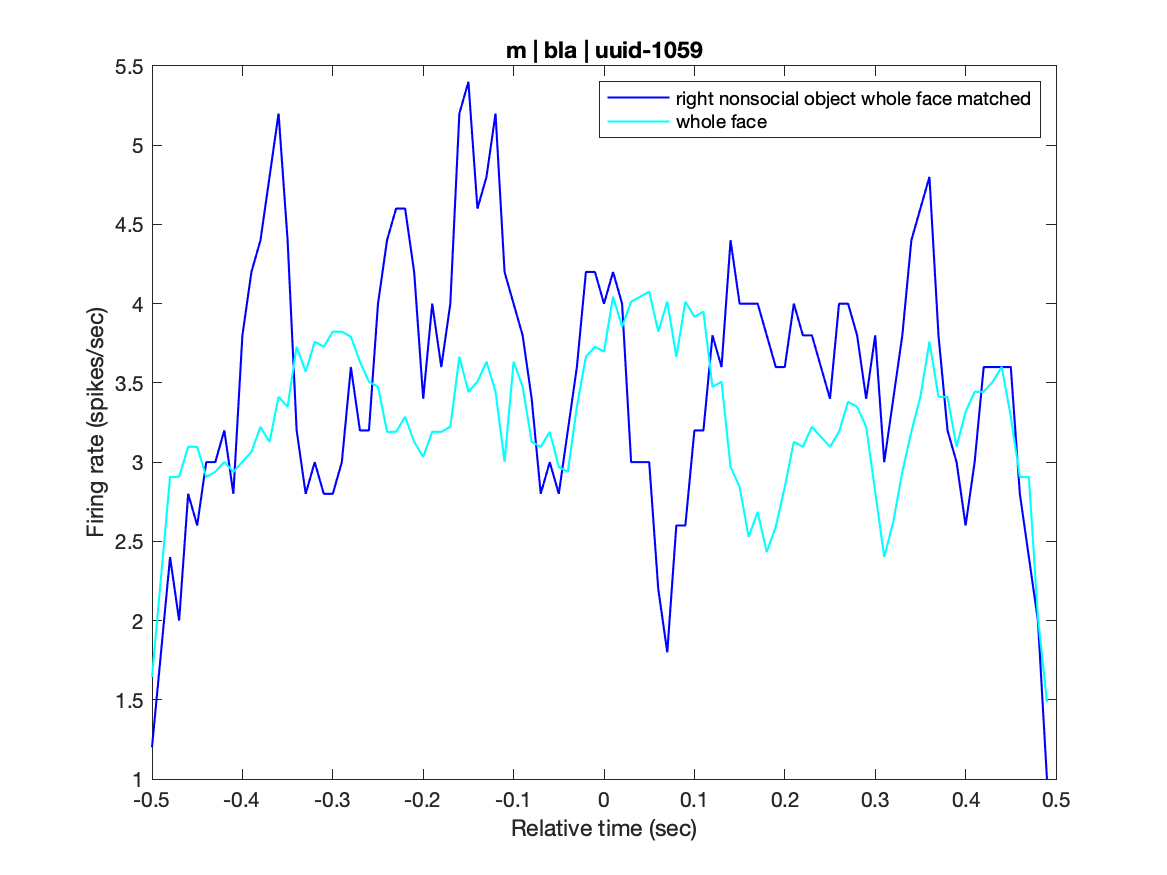 m | bla | uuid-1059
right nonsocial object whole face matched
whole face
5.5
5
4.5
4
3.5
3
2.5
2
1.5
1
Firing rate (spikes/sec)
-0.5 -0.4 -0.3 -0.2 -0.1 0 0.1 0.2 0.3 0.4 0.5
Relative time (sec)